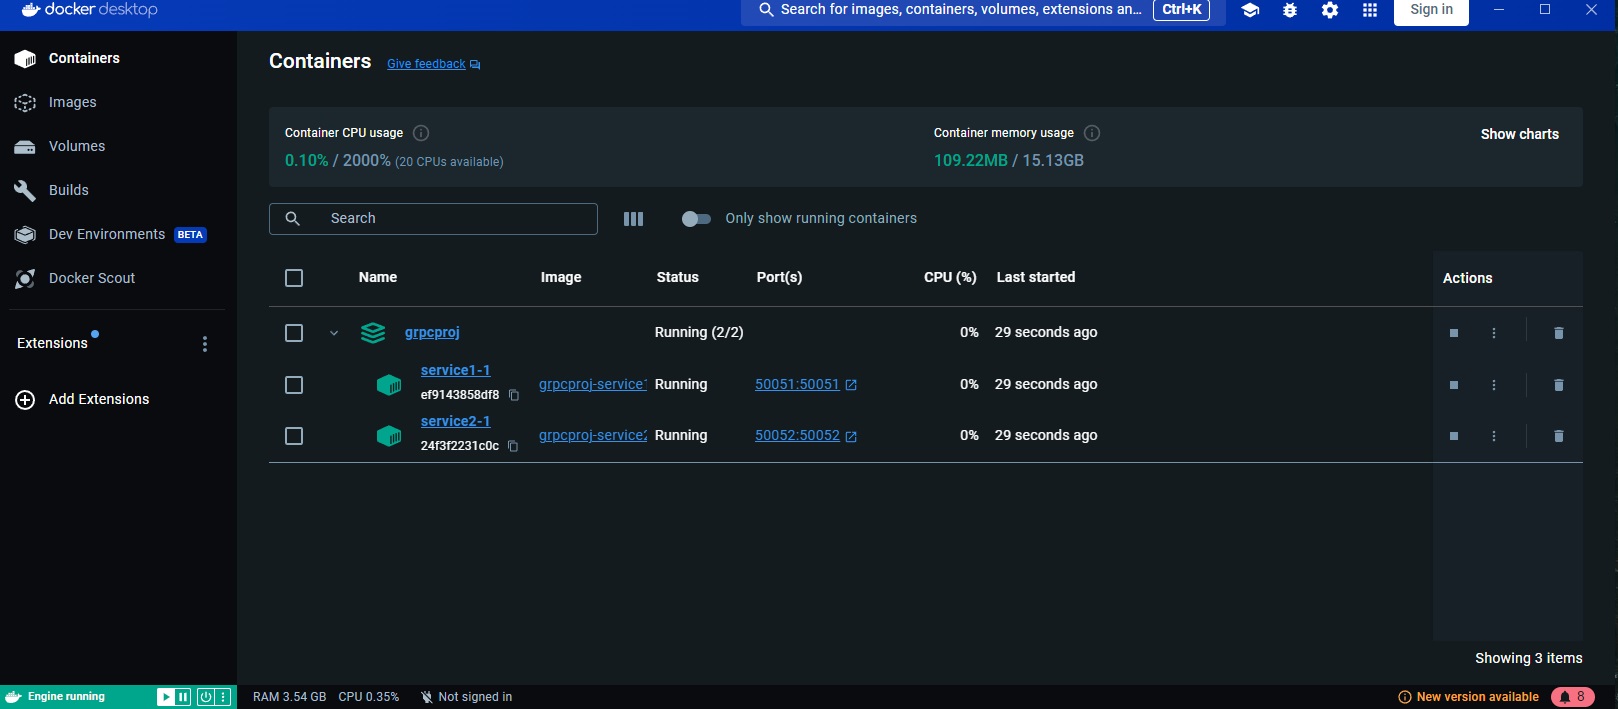 docker desktop
Search for images, containers, volumes, extensions an... Ctrl+K
Sign in
Containers
Images
Volumes
Builds
Dev Environments BETA
Docker Scout
Extensions
Add Extensions
Containers Give feedback
Container CPU usage
0.10% / 2000% (20 CPUs available)
Container memory usage
109.22MB / 15.13GB
Show charts
Search
Only show running containers
Name Image Status Port(s) CPU (%) Last started Actions
grpcproj Running (2/2) 0% 29 seconds ago
service1-1
ef9143858df8
grpcproj-service1 Running 50051:50051 0% 29 seconds ago
service2-1
24f3f2231c0c
grpcproj-service2 Running 50052:50052 0% 29 seconds ago
Showing 3 items
Engine running
RAM 3.54 GB CPU 0.35% Not signed in
New version available 8